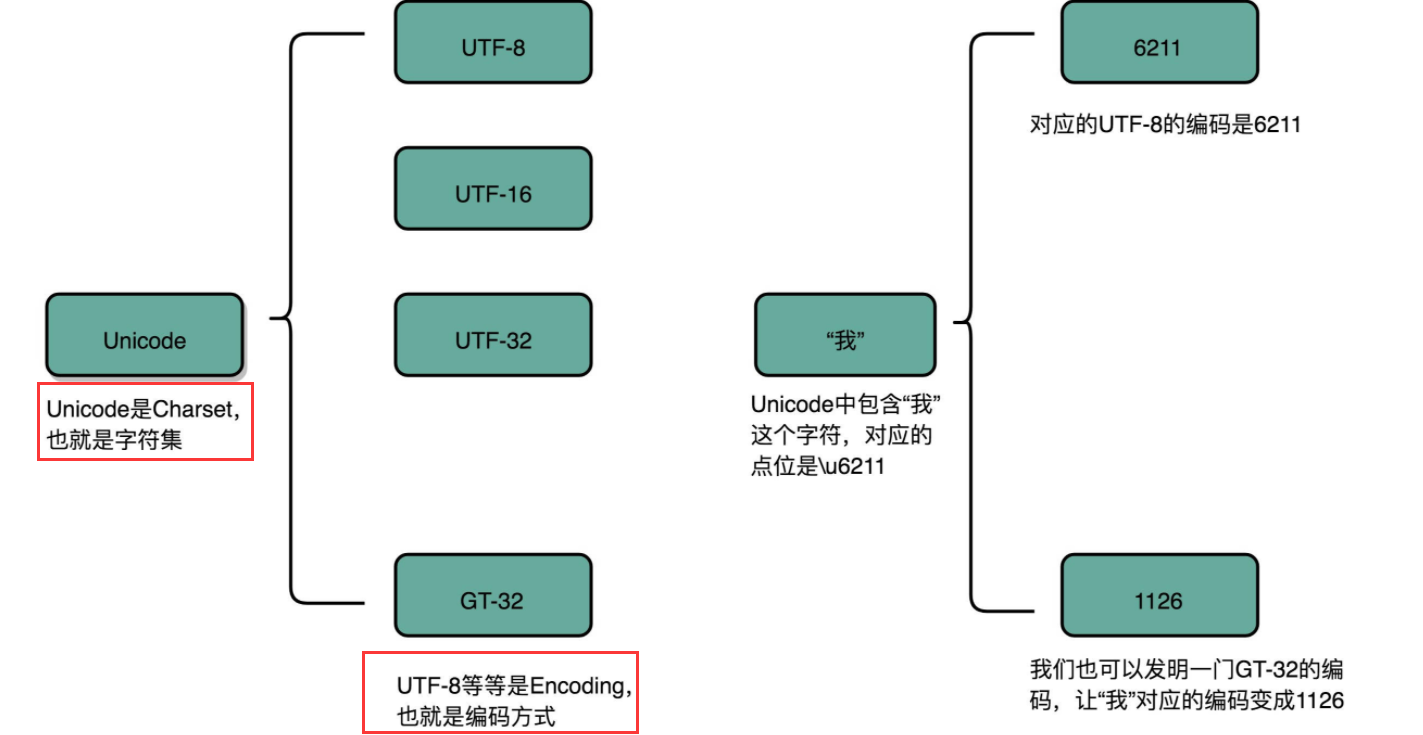 UTF-8
UTF-16
UTF-32
Unicode
Unicode是Charset,
也就是字符集
GT-32
UTF-8等等是Encoding,
也就是编码方式
6211
对应的UTF-8的编码是6211
“我”
Unicode中包含“我”
这个字符，对应的
点位是\u6211
1126
我们也可以发明一门GT-32的编
码，让“我”对应的编码变成1126